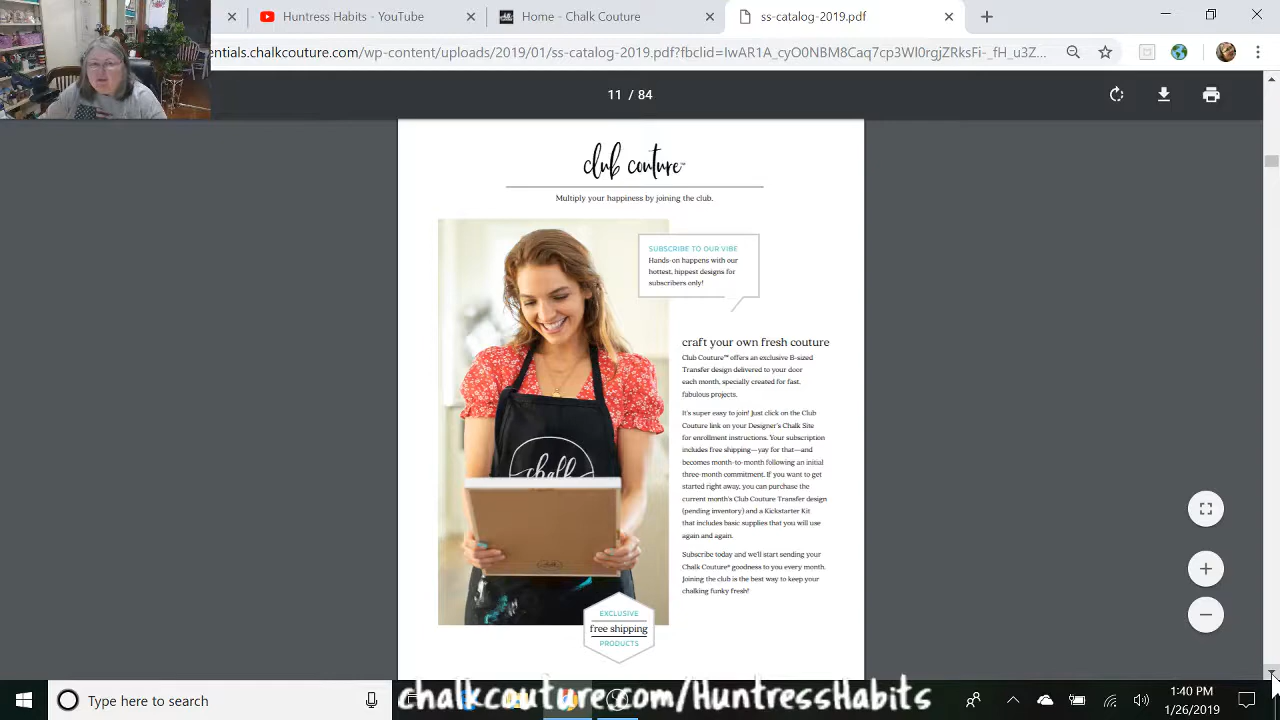 Huntress Habits - YouTube
Home - Chalk Couture
ss-catalog-2019.pdf
entials.chalkcouture.com/wp-content/uploads/2019/01/ss-catalog-2019.pdf?fbclid=
11 / 84
club couture™
Multiply your happiness by joining the club.
SUBSCRIBE TO OUR VIBE
Hands-on happens with our
hottest, hippest designs for
subscribers only!
craft your own fresh couture
Club Couture™ offers an exclusive B-sized
Transfer design delivered to your door
each month, specially created for fast,
fabulous projects.
It's super easy to join! Just click on the Club
Couture link on your Designer's Chalk Site
for enrollment instructions. Your subscription
includes free shipping—yay for that—and
becomes month-to-month following an initial
three-month commitment. If you want to get
started right away, you can purchase the
current month's Club Couture Transfer design
(pending inventory) and a Kickstarter Kit
that includes basic supplies that you will use
again and again.
Subscribe today and we'll start sending your
Chalk Couture® goodness to you every month.
Joining the club is the best way to keep your
chalking funky fresh!
chalk
EXCLUSIVE
free shipping
PRODUCTS
Type here to search
chalkcouture.com/HuntressHabits
1:40 PM
1/26/2019